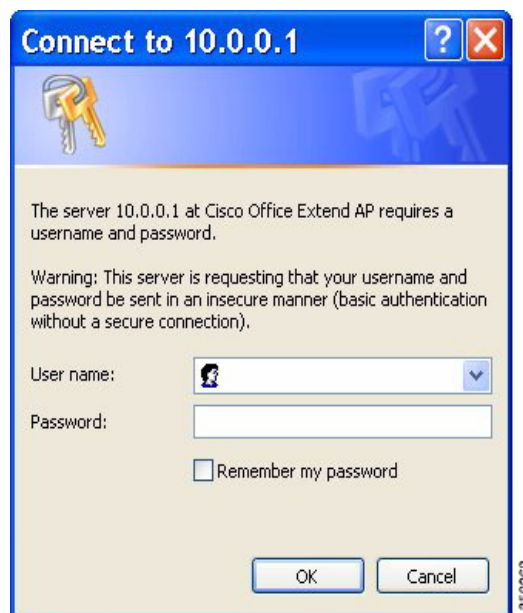 Connect to 10.0.0.1
The server 10.0.0.1 at Cisco Office Extend AP requires a
username and password.
Warning: This server is requesting that your username and
password be sent in an insecure manner (basic authentication
without a secure connection).
User name:
Password:
Remember my password
OK
Cancel